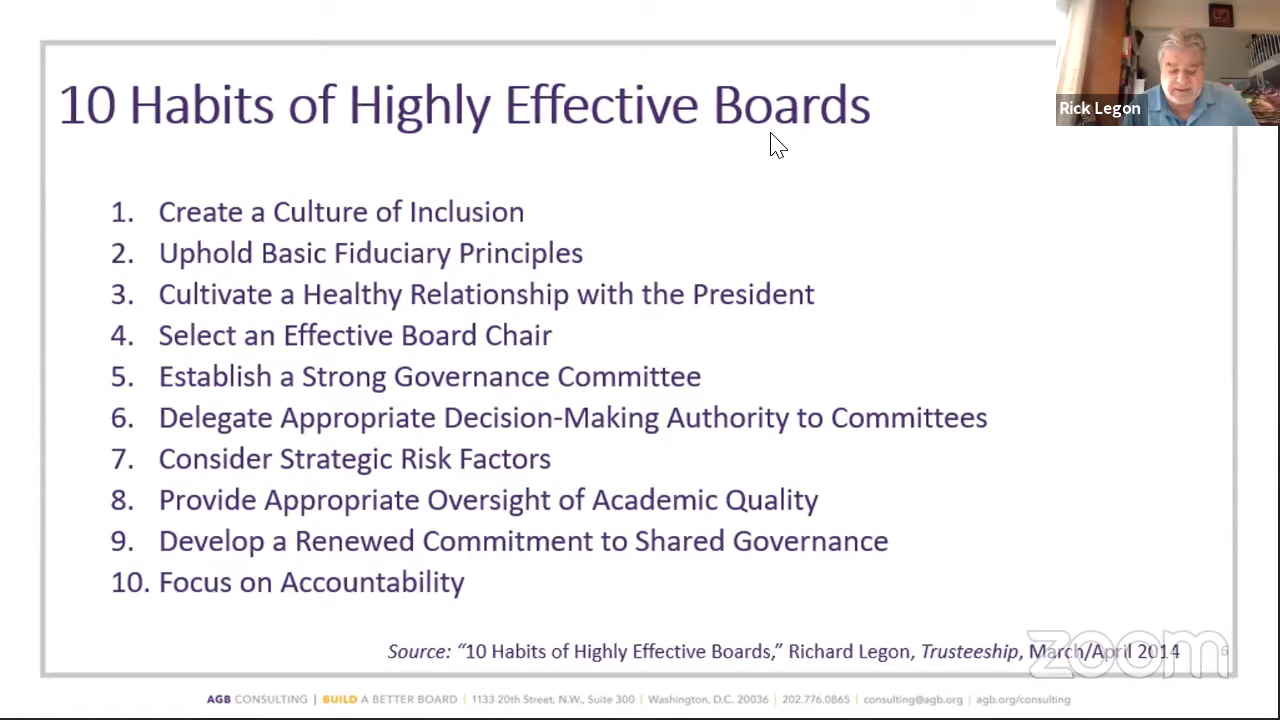 10 Habits of Highly Effective Boards
Rick Legon
1. Create a Culture of Inclusion
2. Uphold Basic Fiduciary Principles
3. Cultivate a Healthy Relationship with the President
4. Select an Effective Board Chair
5. Establish a Strong Governance Committee
6. Delegate Appropriate Decision-Making Authority to Committees
7. Consider Strategic Risk Factors
8. Provide Appropriate Oversight of Academic Quality
9. Develop a Renewed Commitment to Shared Governance
10. Focus on Accountability
Source: “10 Habits of Highly Effective Boards,” Richard Legon, Trusteeship, March/April 2014
zoom
6
AGB CONSULTING | BUILD A BETTER BOARD | 1133 20th Street, N.W., Suite 300 | Washington, D.C. 20036 | 202.776.0865 | consulting@agb.org | agb.org/consulting